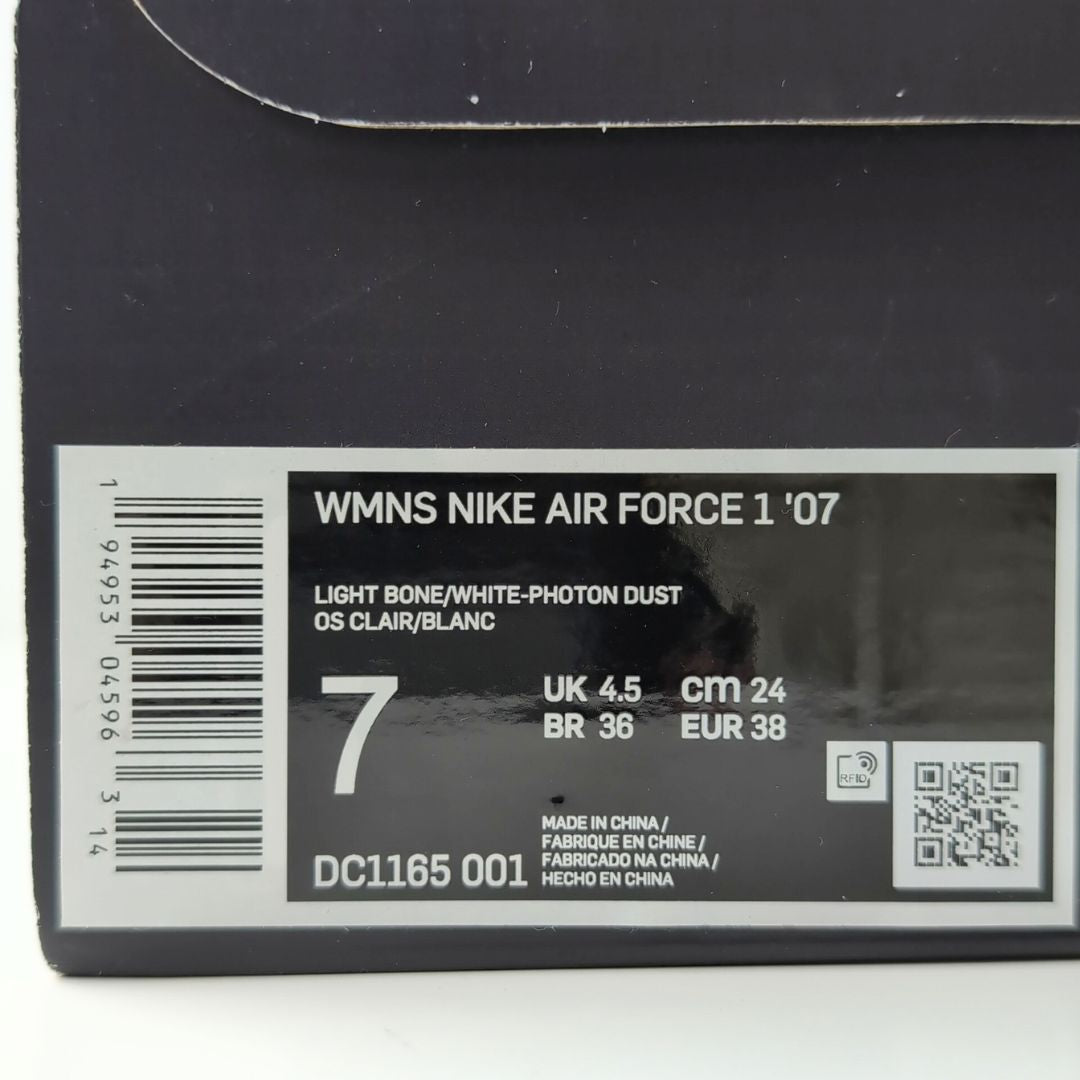 WMNS NIKE AIR FORCE 1 '07
LIGHT BONE/WHITE-PHOTON DUST
OS CLAIR/BLANC
7
UK 4.5 cm 24
BR 36 EUR 38
RFID
MADE IN CHINA /
FABRIQUE EN CHINE /
FABRICADO NA CHINA /
HECHO EN CHINA
DC1165 001
1 94953 04596 3 14